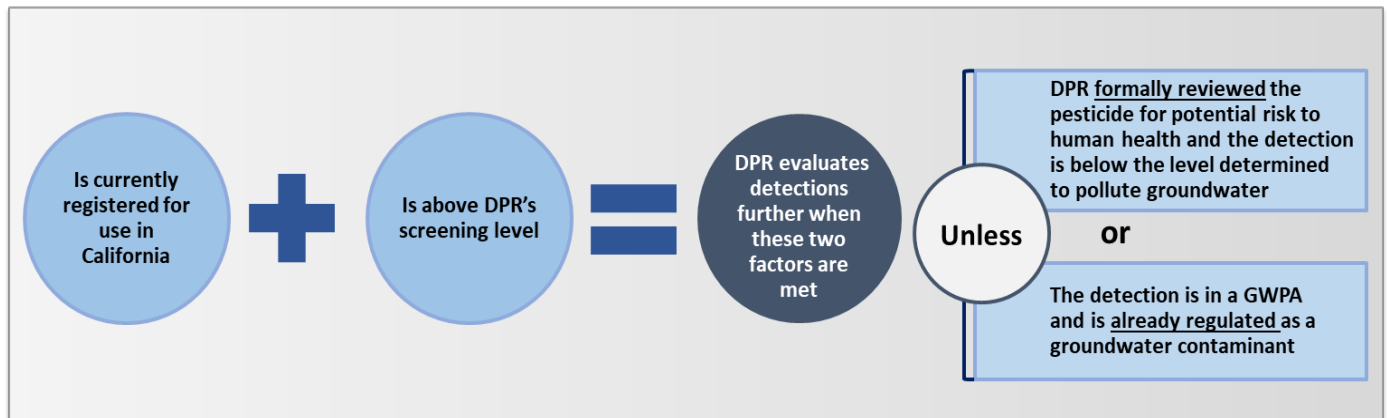 Is currently
registered for
use in
California
Is above DPR's
screening level
DPR evaluates
detections
further when
these two
factors are
met
Unless
DPR formally reviewed the
pesticide for potential risk to
human health and the detection
is below the level determined
to pollute groundwater
or
The detection is in a GWPA
and is already regulated as a
groundwater contaminant